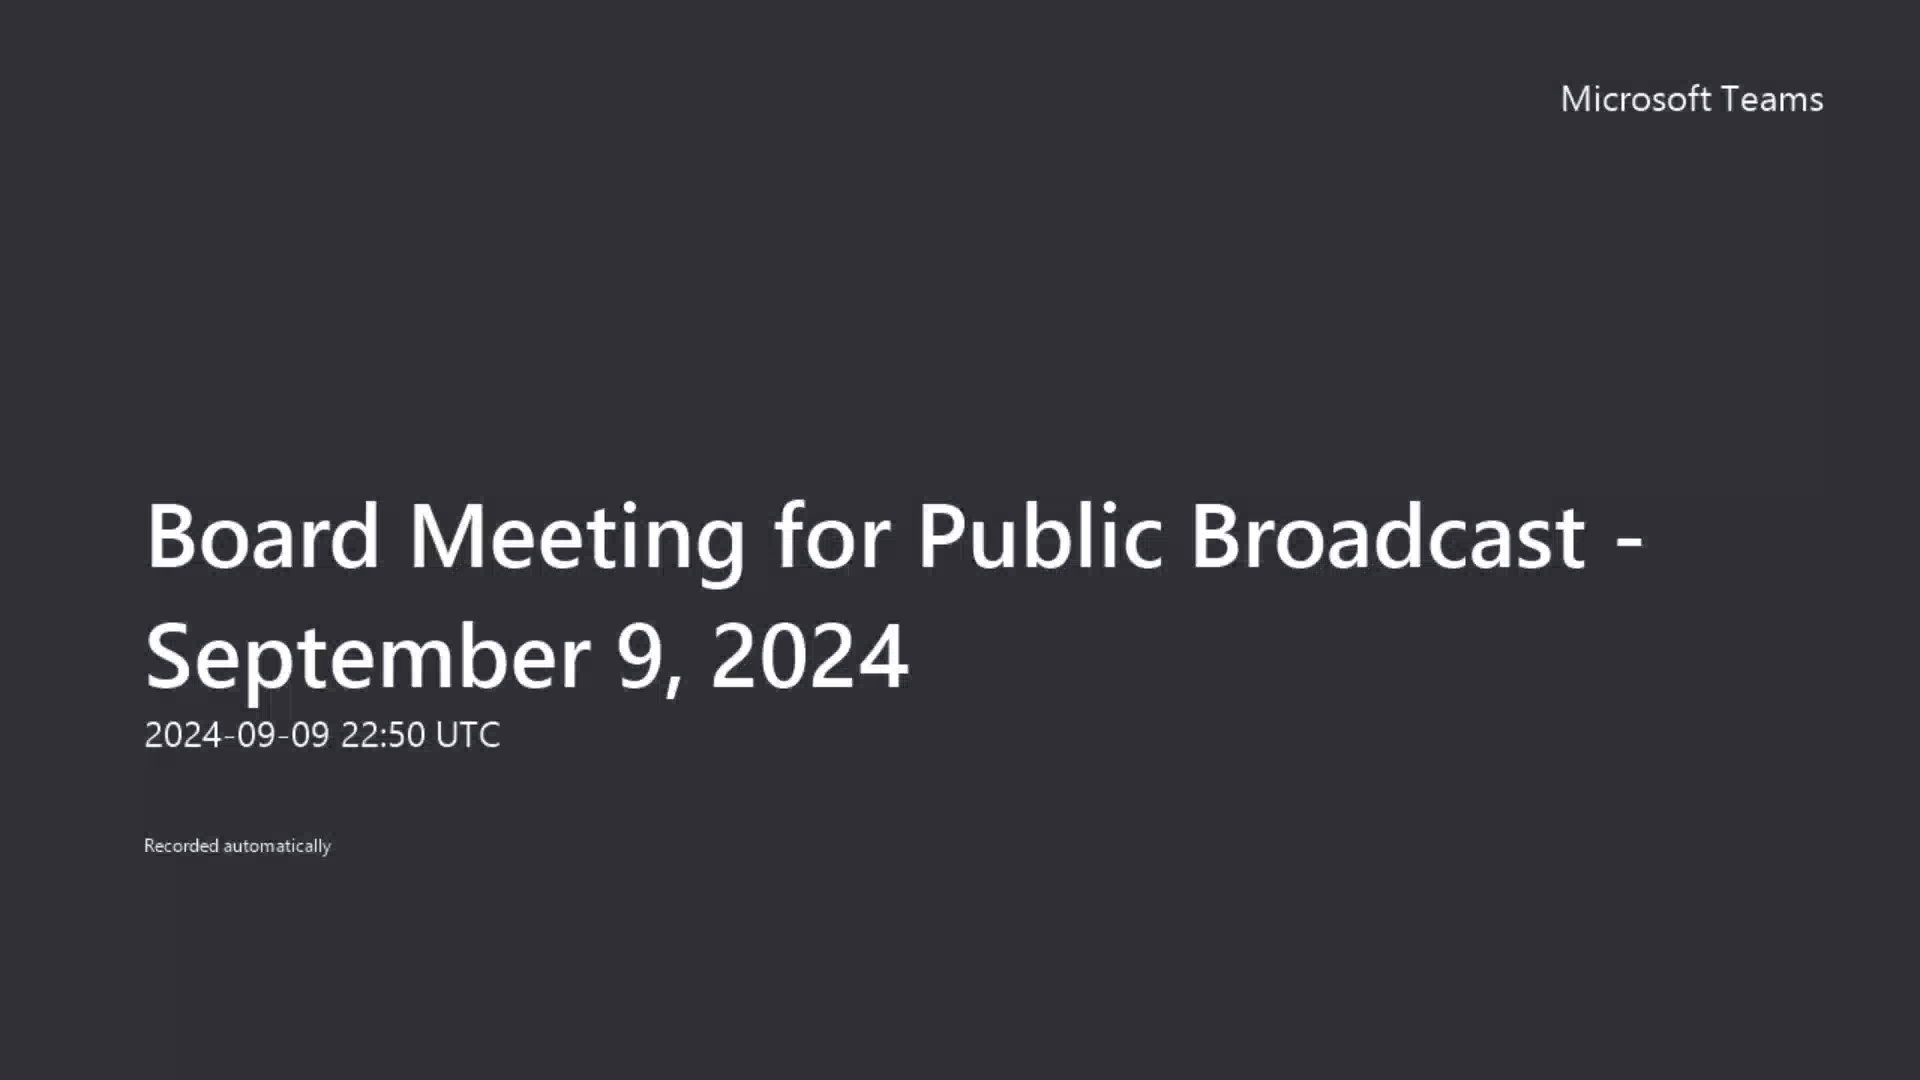 Microsoft Teams
Board Meeting for Public Broadcast -
September 9, 2024
2024-09-09 22:50 UTC
Recorded automatically